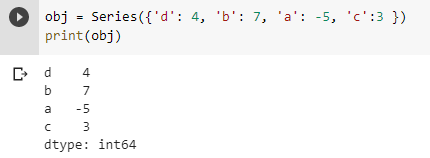 obj = Series({'d': 4, 'b': 7, 'a': -5, 'c':3 })
print(obj)
d    4
b    7
a   -5
c    3
dtype: int64